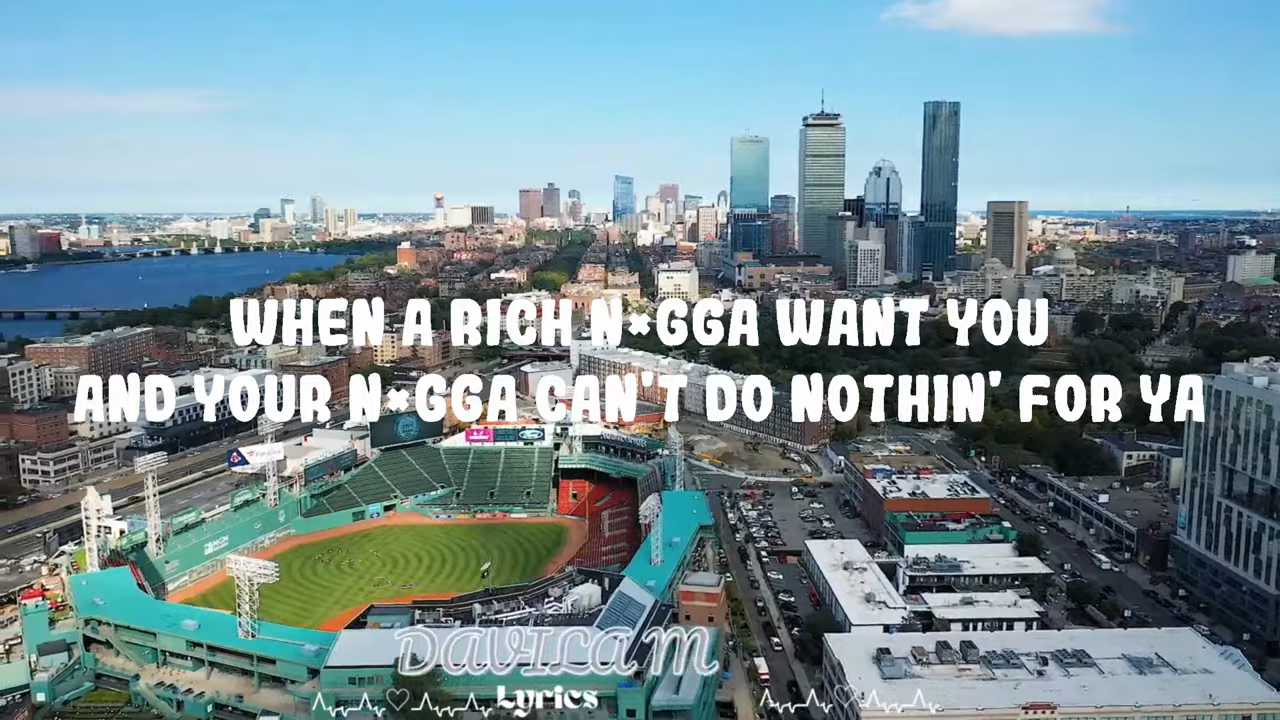 WHEN A RICH N*GGA WANT YOU
AND YOUR N*GGA CAN'T DO NOTHIN' FOR YA
DAVILAM
Lyrics